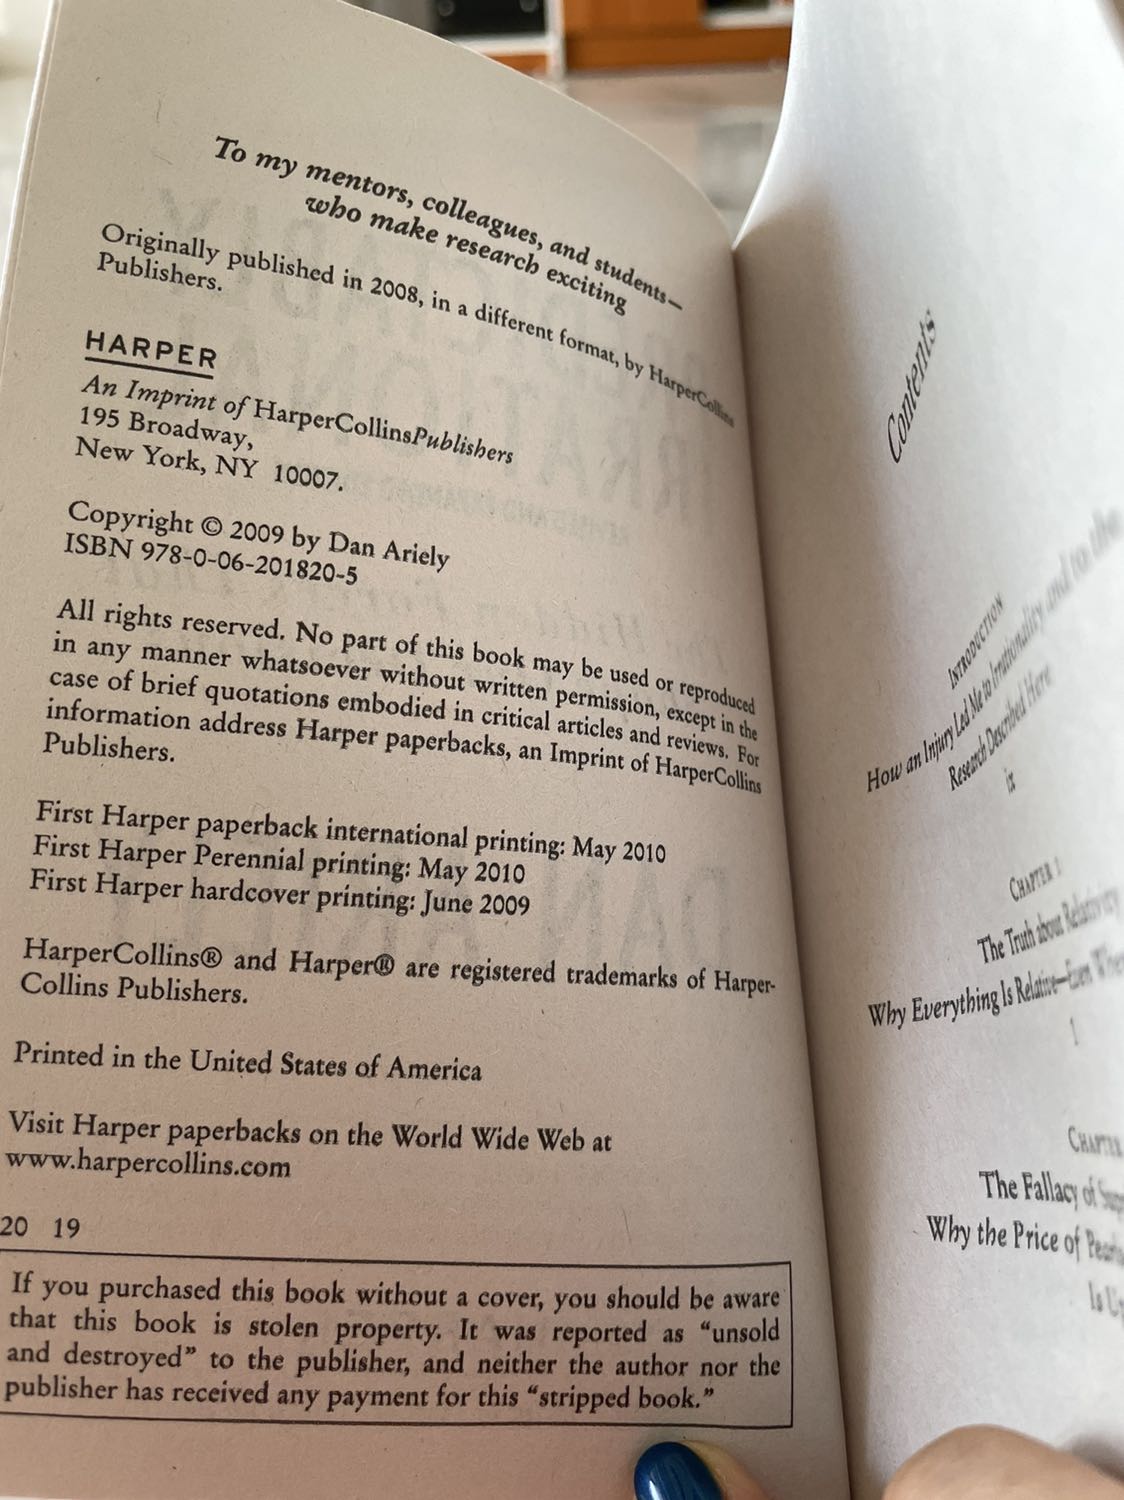 To my mentors, colleagues, and students—
who make research exciting
Originally published in 2008, in a different format, by HarperCollins
Publishers.
HARPER
An Imprint of HarperCollinsPublishers
195 Broadway,
New York, NY 10007.
Copyright © 2009 by Dan Ariely
ISBN 978-0-06-201820-5
All rights reserved. No part of this book may be used or reproduced
in any manner whatsoever without written permission, except in the
case of brief quotations embodied in critical articles and reviews. For
information address Harper paperbacks, an Imprint of HarperCollins
Publishers.
First Harper paperback international printing: May 2010
First Harper Perennial printing: May 2010
First Harper hardcover printing: June 2009
HarperCollins® and Harper® are registered trademarks of Harper-
Collins Publishers.
Printed in the United States of America
Visit Harper paperbacks on the World Wide Web at
www.harpercollins.com
20 19
If you purchased this book without a cover, you should be aware
that this book is stolen property. It was reported as “unsold
and destroyed” to the publisher, and neither the author nor the
publisher has received any payment for this “stripped book.”
Contents
INTRODUCTION
How an Injury Led Me to Irrationality and to the
Research Described Here
ix
CHAPTER 1
The Truth about Relativity
Why Everything Is Relative—Even
1
CHAPTER
The Fallacy of
Why the Price of Pearls
Is